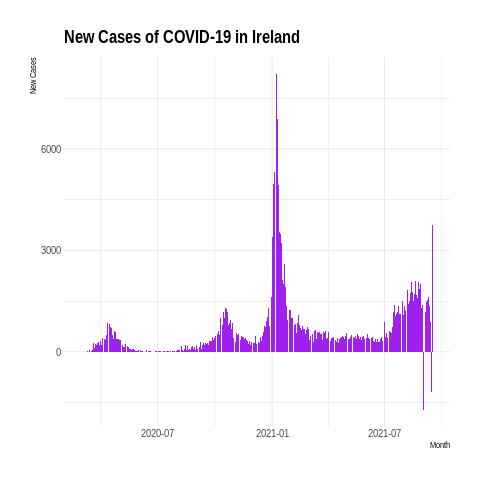 New Cases of COVID-19 in Ireland
New Cases
6000
3000
0
2020-07
2021-01
2021-07
Month